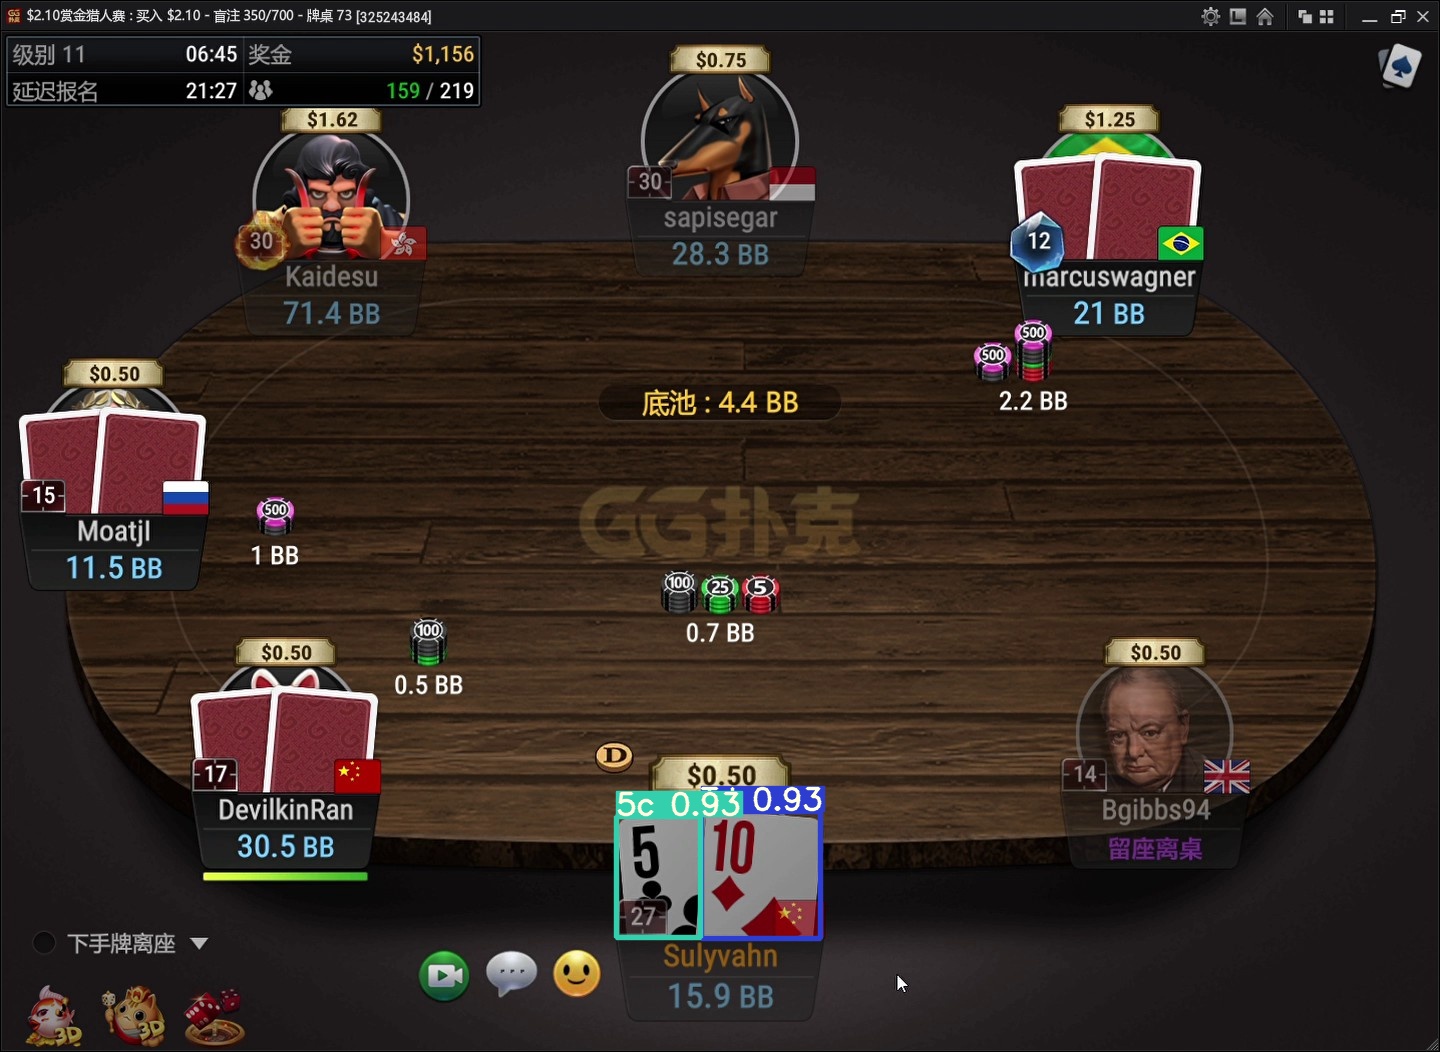 $2.10赏金猎人赛 : 买入 $2.10 - 盲注 350/700 - 牌桌 73 [325243484]
级别 11 06:45 奖金 $1,156
延迟报名 21:27 159 / 219
$0.75
30
sapisegar
28.3 BB
$1.62
30
Kaidesu
71.4 BB
$1.25
12
marcuswagner
21 BB
500 500
2.2 BB
底池 : 4.4 BB
$0.50
15
Moatjl
11.5 BB
500
1 BB
GG扑克
100 25 5
0.7 BB
100
0.5 BB
$0.50
17
DevilkinRan
30.5 BB
D
$0.50
5c 0.93 0.93
5 10
27
Sulyvahn
15.9 BB
$0.50
14
Bgibbs94
留座离桌
下手牌离座
3D 3D